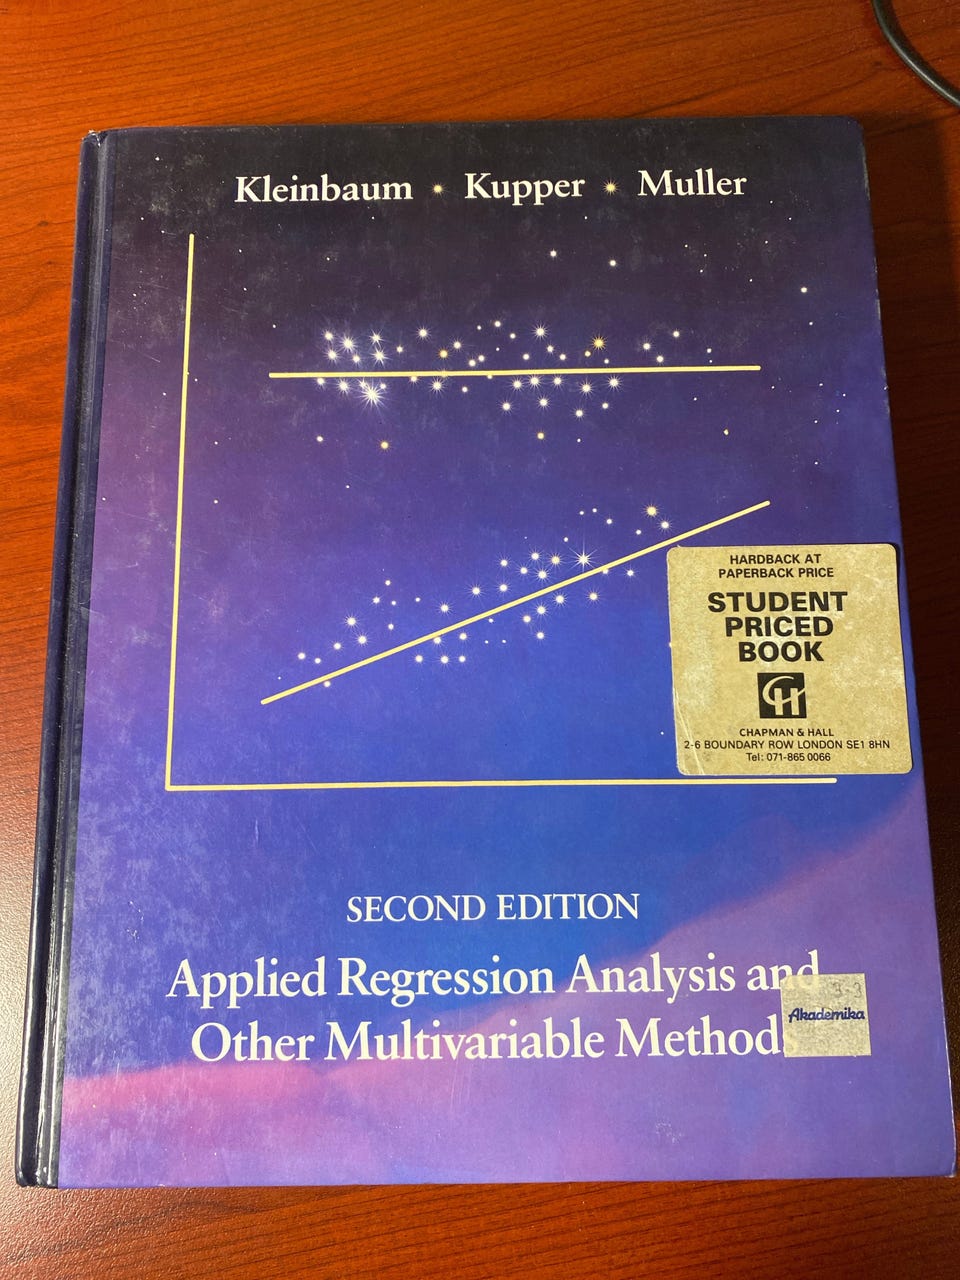 Kleinbaum • Kupper • Muller
HARDBACK AT
PAPERBACK PRICE
STUDENT
PRICED
BOOK
CH
CHAPMAN & HALL
2-6 BOUNDARY ROW LONDON SE1 8HN
Tel: 071-865 0066
SECOND EDITION
Applied Regression Analysis and
Other Multivariable Methods
Akademika